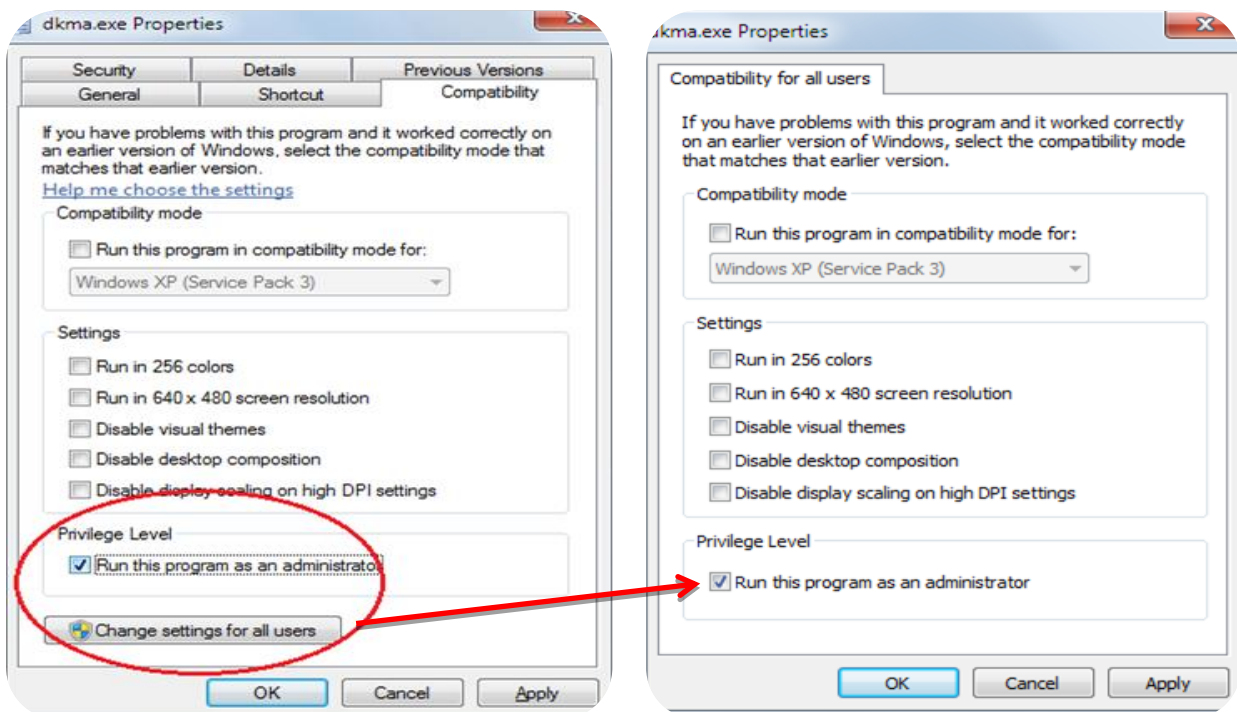 dkma.exe Properties
Security Details Previous Versions
General Shortcut Compatibility
If you have problems with this program and it worked correctly on
an earlier version of Windows, select the compatibility mode that
matches that earlier version.
Help me choose the settings
Compatibility mode
Run this program in compatibility mode for:
Windows XP (Service Pack 3)
Settings
Run in 256 colors
Run in 640 x 480 screen resolution
Disable visual themes
Disable desktop composition
Disable display scaling on high DPI settings
Privilege Level
Run this program as an administrator
Change settings for all users
OK Cancel Apply
dkma.exe Properties
Compatibility for all users
If you have problems with this program and it worked correctly
on an earlier version of Windows, select the compatibility mode
that matches that earlier version.
Compatibility mode
Run this program in compatibility mode for:
Windows XP (Service Pack 3)
Settings
Run in 256 colors
Run in 640 x 480 screen resolution
Disable visual themes
Disable desktop composition
Disable display scaling on high DPI settings
Privilege Level
Run this program as an administrator
OK Cancel Apply